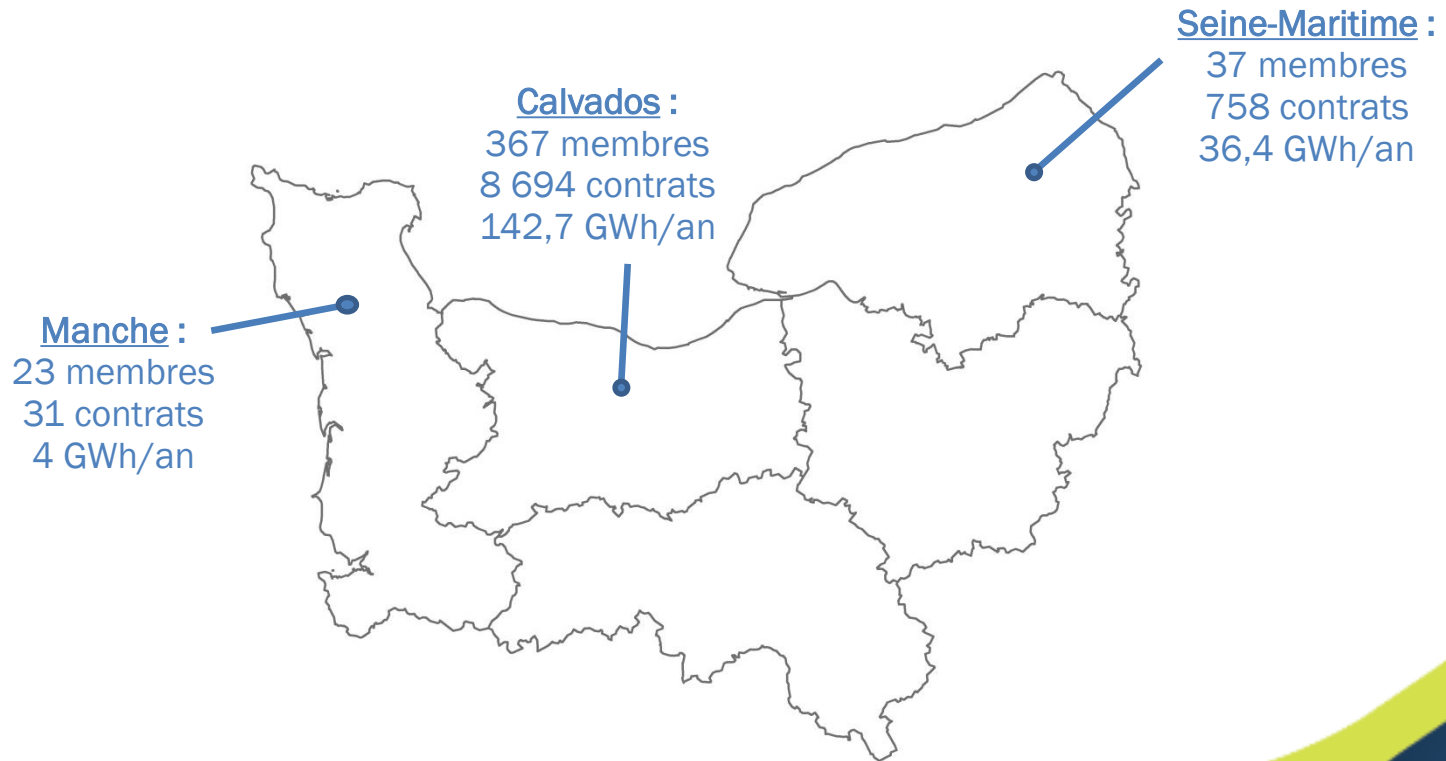 Seine-Maritime :
37 membres
758 contrats
36,4 GWh/an
Calvados :
367 membres
8 694 contrats
142,7 GWh/an
Manche :
23 membres
31 contrats
4 GWh/an